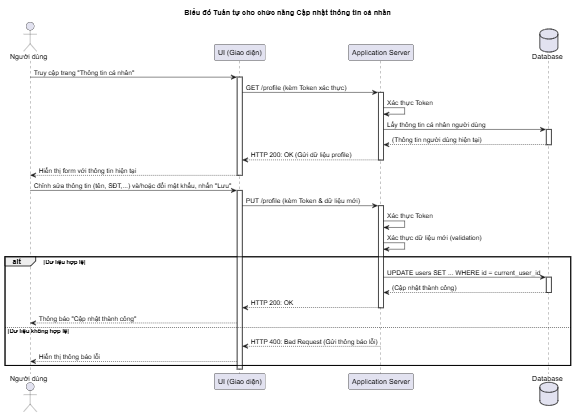 Biểu đồ Tuần tự cho chức năng Cập nhật thông tin cá nhân
Người dùng
UI (Giao diện)
Application Server
Database
Truy cập trang "Thông tin cá nhân"
GET /profile (kèm Token xác thực)
Xác thực Token
Lấy thông tin cá nhân người dùng
(Thông tin người dùng hiện tại)
HTTP 200: OK (Gửi dữ liệu profile)
Hiển thị form với thông tin hiện tại
Chỉnh sửa thông tin (tên, SĐT,...) và/hoặc đổi mật khẩu, nhấn "Lưu"
PUT /profile (kèm Token & dữ liệu mới)
Xác thực Token
Xác thực dữ liệu mới (validation)
alt
[Dữ liệu hợp lệ]
UPDATE users SET ... WHERE id = current_user_id
(Cập nhật thành công)
HTTP 200: OK
Thông báo "Cập nhật thành công"
[Dữ liệu không hợp lệ]
HTTP 400: Bad Request (Gửi thông báo lỗi)
Hiển thị thông báo lỗi
Người dùng
UI (Giao diện)
Application Server
Database